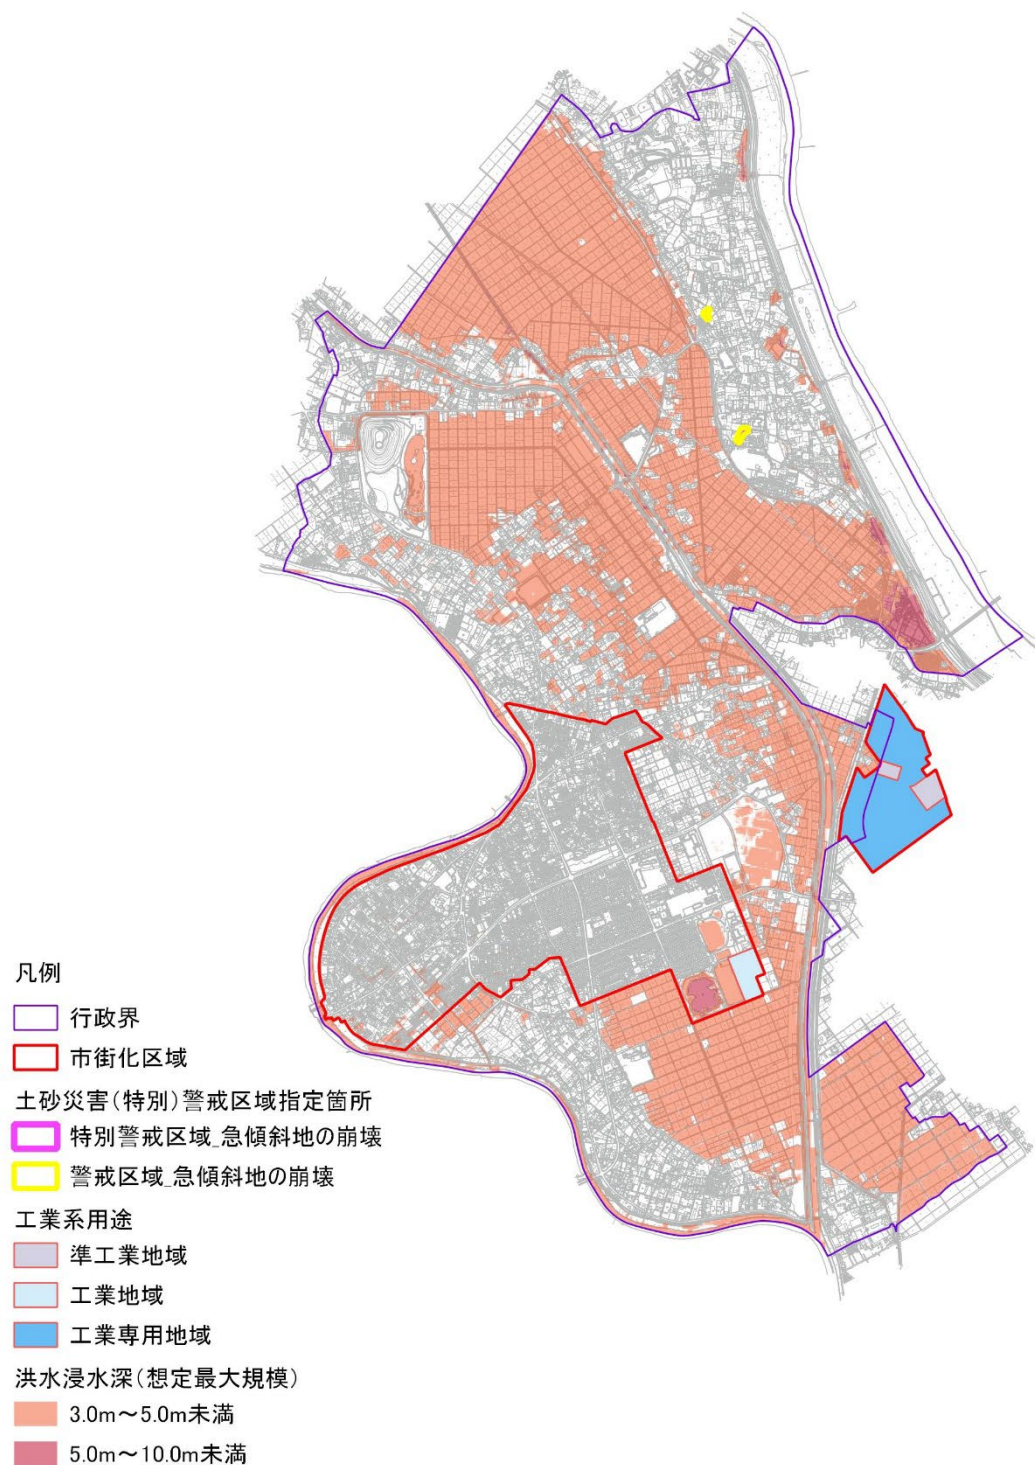 凡例
行政界
市街化区域
土砂災害(特別)警戒区域指定箇所
特別警戒区域_急傾斜地の崩壊
警戒区域_急傾斜地の崩壊
工業系用途
準工業地域
工業地域
工業専用地域
洪水浸水深(想定最大規模)
3.0m～5.0m未満
5.0m～10.0m未満